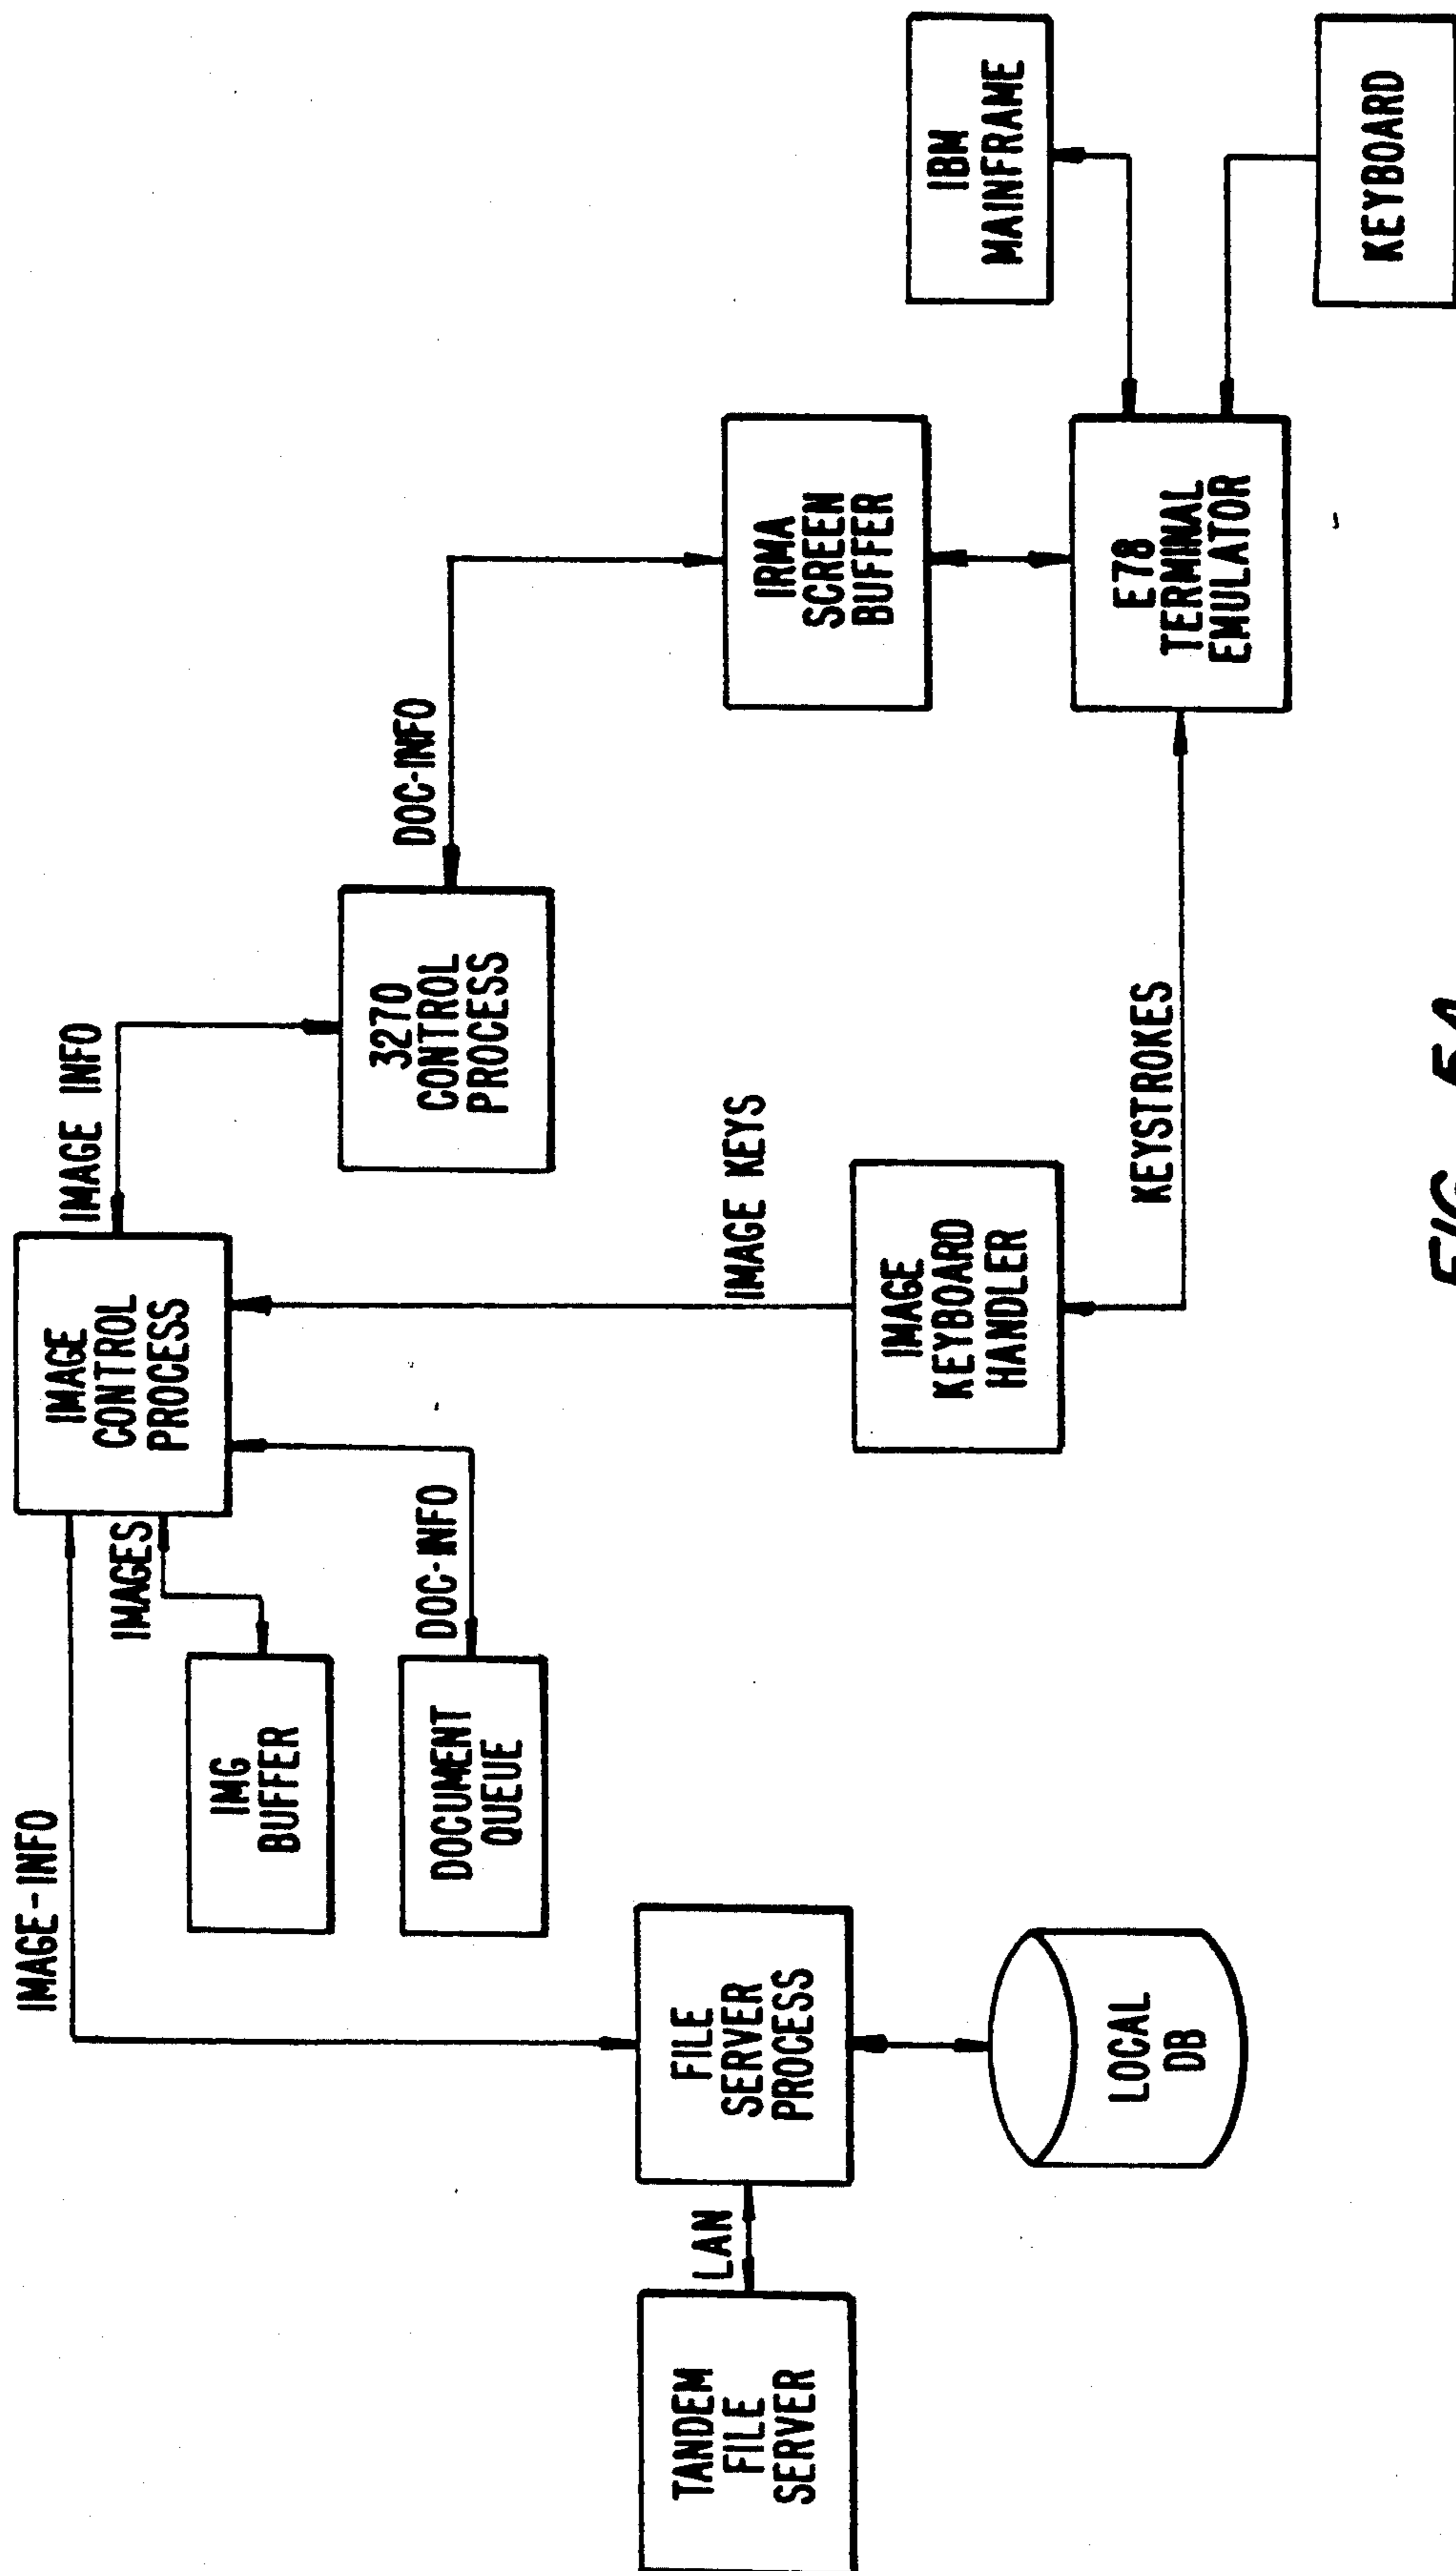 IMAGE-INFO
IMAGES
IMAGE
CONTROL
PROCESS
IMAGE INFO
IMG
BUFFER
DOCUMENT
QUEUE
DOC-INFO
3270
CONTROL
PROCESS
DOC-INFO
TANDEM
FILE
SERVER
LAN
FILE
SERVER
PROCESS
LOCAL
DB
IMAGE KEYS
IMAGE
KEYBOARD
HANDLER
KEYSTROKES
IRMA
SCREEN
BUFFER
E78
TERMINAL
EMULATOR
IBM
MAINFRAME
KEYBOARD
FIG. 5A